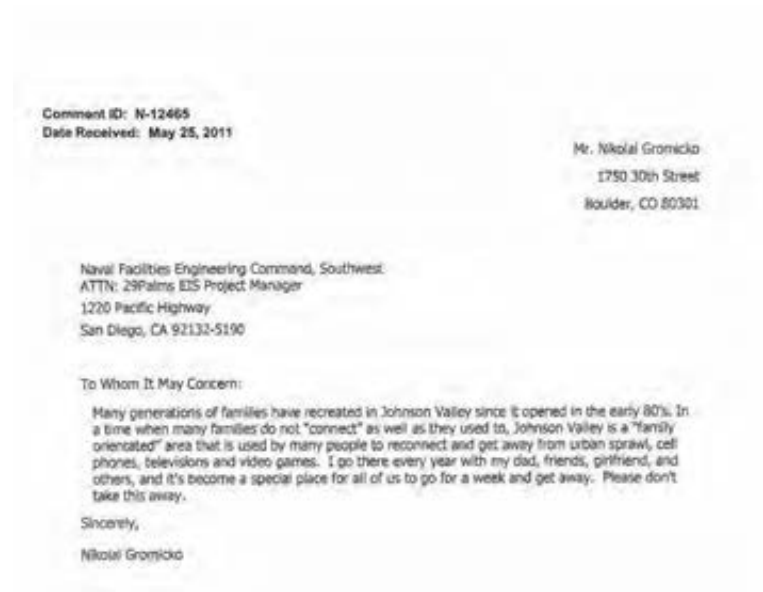 Comment ID: N-12465
Date Received: May 25, 2011
Mr. Nikolai Gromicko
1750 30th Street
Boulder, CO 80301
Naval Facilities Engineering Command, Southwest
ATTN: 29Palms EIS Project Manager
1220 Pacific Highway
San Diego, CA 92132-5190
To Whom It May Concern:
Many generations of families have recreated in Johnson Valley since it opened in the early 80's. In
a time when many families do not "connect" as well as they used to, Johnson Valley is a "family
orientated" area that is used by many people to reconnect and get away from urban sprawl, cell
phones, televisions and video games. I go there every year with my dad, friends, girlfriend, and
others, and it's become a special place for all of us to go for a week and get away. Please don't
take this away.
Sincerely,
Nikolai Gromicko